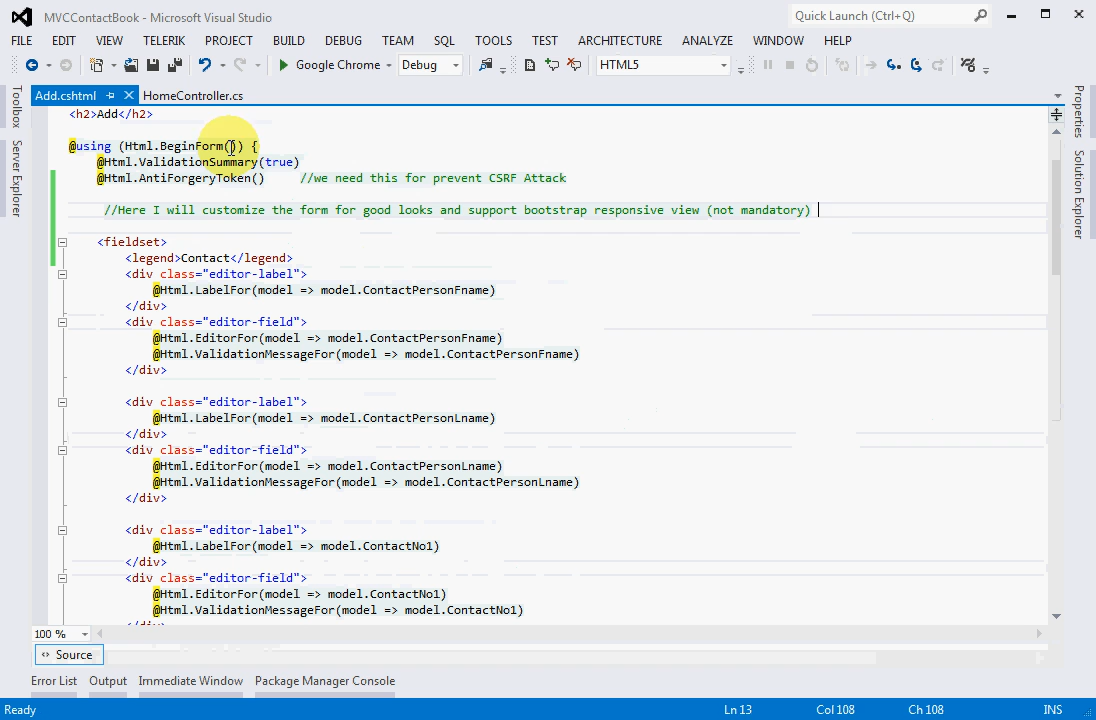 MVCContactBook - Microsoft Visual Studio
Quick Launch (Ctrl+Q)
FILE EDIT VIEW TELERIK PROJECT BUILD DEBUG TEAM SQL TOOLS TEST ARCHITECTURE ANALYZE WINDOW HELP
Google Chrome Debug HTML5
Add.cshtml HomeController.cs
Toolbox
Server Explorer
Properties
Solution Explorer
<h2>Add</h2>
@using (Html.BeginForm()) {
@Html.ValidationSummary(true)
@Html.AntiForgeryToken() //we need this for prevent CSRF Attack
//Here I will customize the form for good looks and support bootstrap responsive view (not mandatory)
<fieldset>
<legend>Contact</legend>
<div class="editor-label">
@Html.LabelFor(model => model.ContactPersonFname)
</div>
<div class="editor-field">
@Html.EditorFor(model => model.ContactPersonFname)
@Html.ValidationMessageFor(model => model.ContactPersonFname)
</div>
<div class="editor-label">
@Html.LabelFor(model => model.ContactPersonLname)
</div>
<div class="editor-field">
@Html.EditorFor(model => model.ContactPersonLname)
@Html.ValidationMessageFor(model => model.ContactPersonLname)
</div>
<div class="editor-label">
@Html.LabelFor(model => model.ContactNo1)
</div>
<div class="editor-field">
@Html.EditorFor(model => model.ContactNo1)
@Html.ValidationMessageFor(model => model.ContactNo1)
</div>
100 %
Source
Error List Output Immediate Window Package Manager Console
Ready Ln 13 Col 108 Ch 108 INS